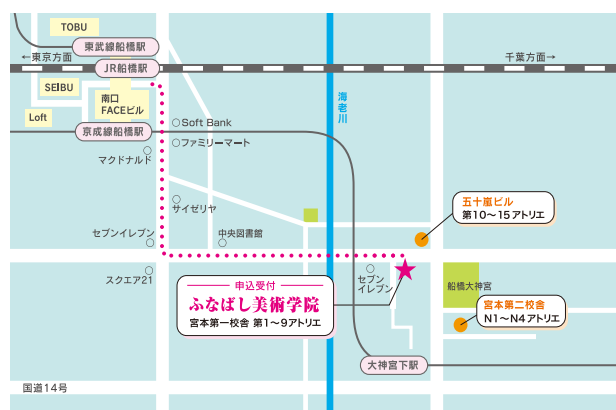 TOBU
東武線船橋駅
←東京方面
千葉方面→
JR船橋駅
SEIBU
南口
FACEビル
Loft
海老川
京成線船橋駅
Soft Bank
ファミリーマート
マクドナルド
サイゼリヤ
五十嵐ビル
第10〜15アトリエ
セブンイレブン
中央図書館
スクエア21
申込受付
ふなばし美術学院
宮本第一校舎 第1〜9アトリエ
セブン
イレブン
船橋大神宮
宮本第二校舎
N1〜N4アトリエ
大神宮下駅
国道14号